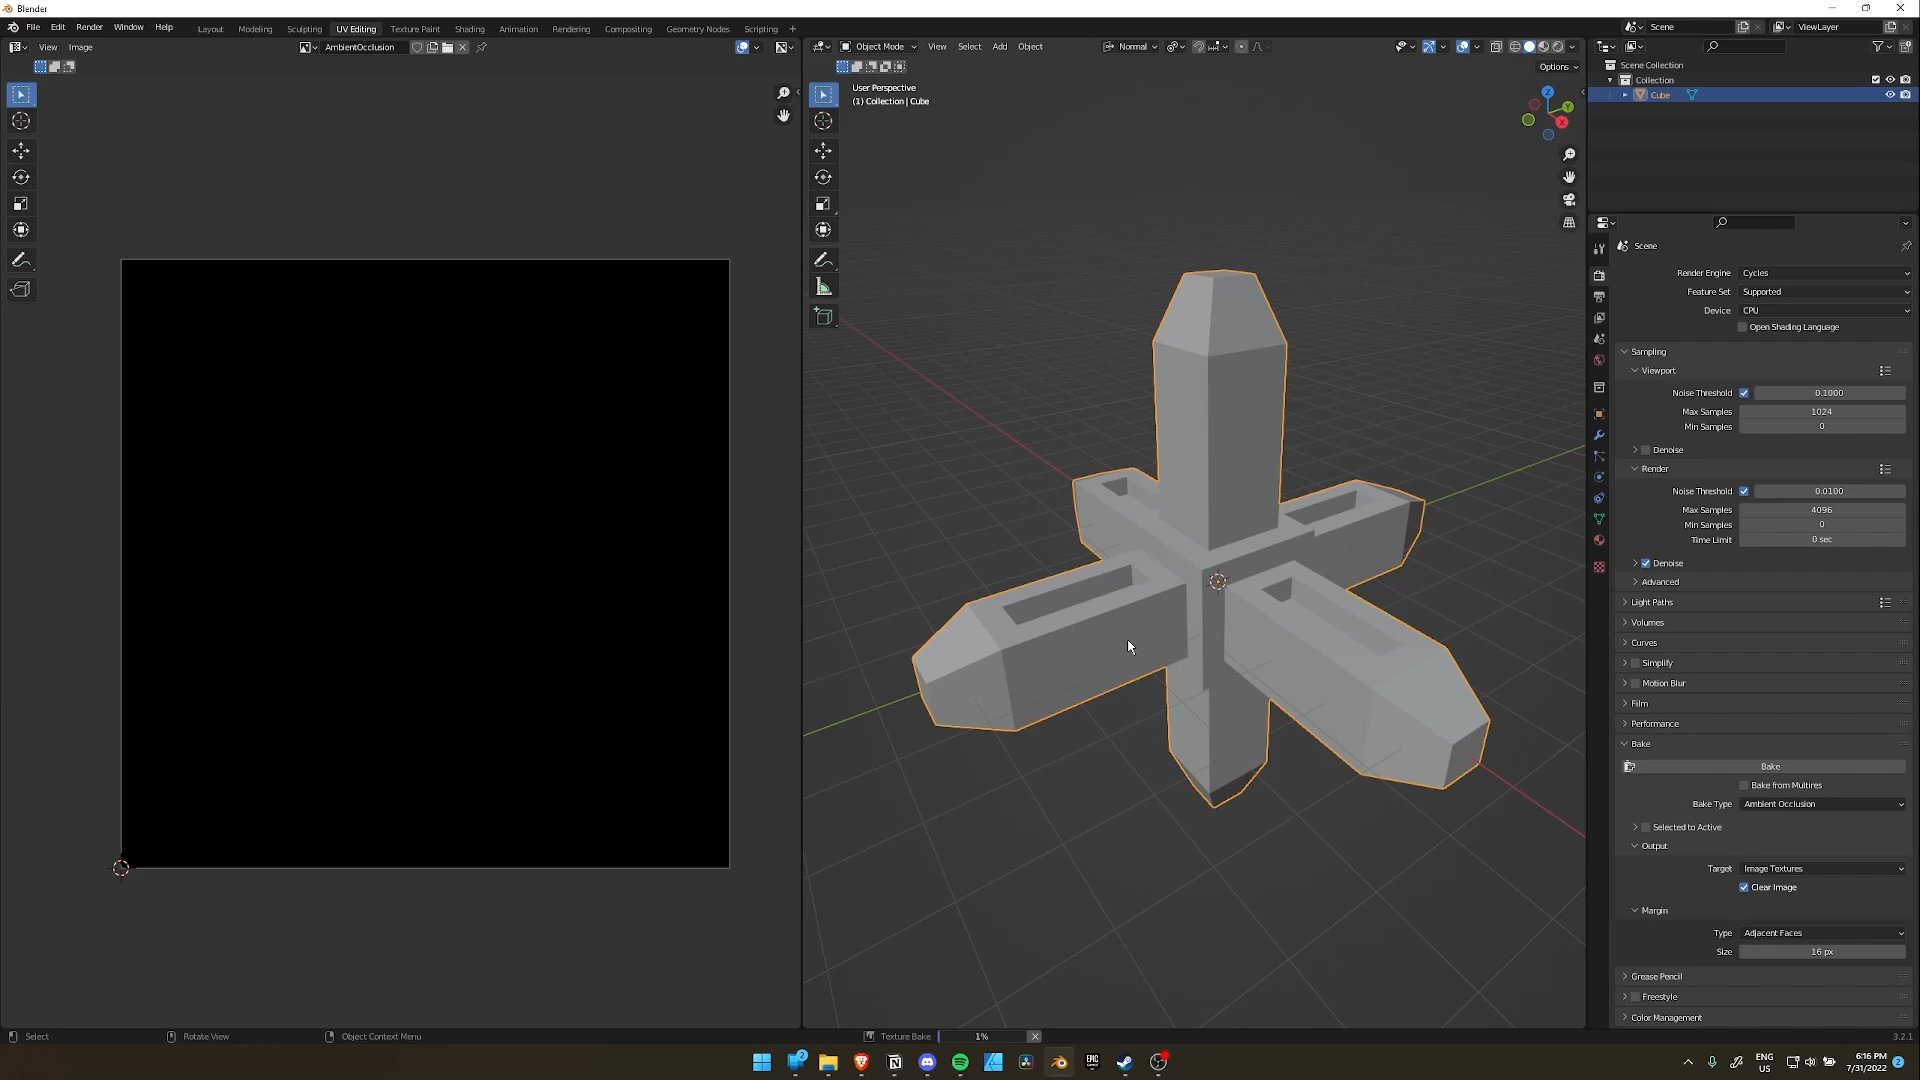 Blender
File Edit Render Window Help
Layout Modeling Sculpting UV Editing Texture Paint Shading Animation Rendering Compositing Geometry Nodes Scripting +
Scene
ViewLayer
View Image
AmbientOcclusion
Object Mode
View Select Add Object
Normal
Options
User Perspective
(1) Collection | Cube
Z
Y
X
Scene Collection
Collection
Cube
Scene
Render Engine Cycles
Feature Set Supported
Device CPU
Open Shading Language
Sampling
Viewport
Noise Threshold 0.1000
Max Samples 1024
Min Samples 0
Denoise
Render
Noise Threshold 0.0100
Max Samples 4096
Min Samples 0
Time Limit 0 sec
Denoise
Advanced
Light Paths
Volumes
Curves
Simplify
Motion Blur
Film
Performance
Bake
Bake
Bake from Multires
Bake Type Ambient Occlusion
Selected to Active
Output
Target Image Textures
Clear Image
Margin
Type Adjacent Faces
Size 16 px
Grease Pencil
Freestyle
Color Management
Select Rotate View Object Context Menu
Texture Bake 1%
3.2.1
2
EPIC
ENG
US
6:16 PM
7/31/2022
2